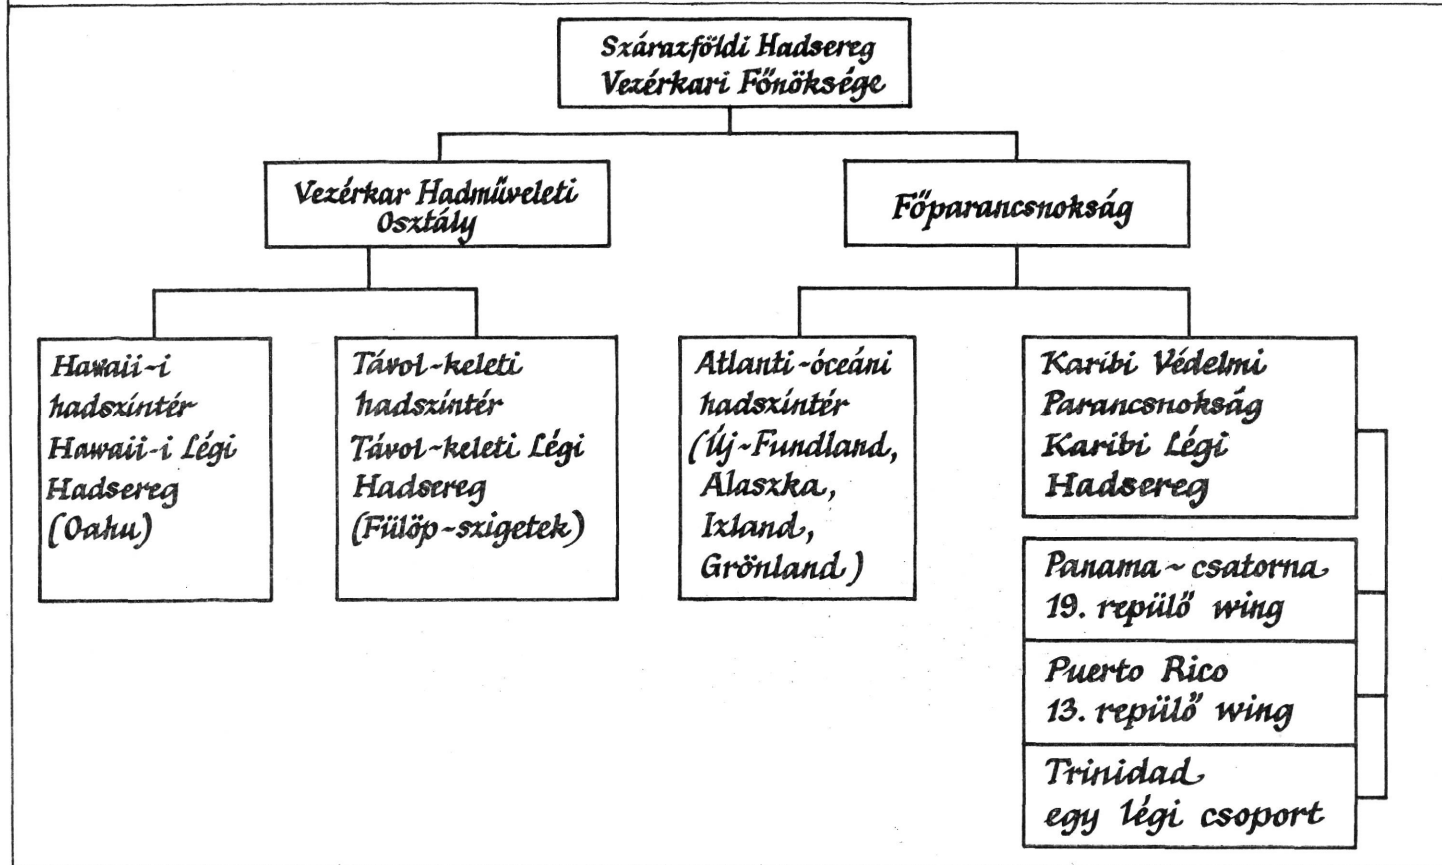 Szárazföldi Hadsereg
Vezérkari Főnöksége
Vezérkar Hadműveleti
Osztály
Főparancsnokság
Hawaii-i
hadszíntér
Hawaii-i Légi
Hadsereg
(Oahu)
Távol-keleti
hadszíntér
Távol-keleti Légi
Hadsereg
(Fülöp-szigetek)
Atlanti-óceáni
hadszíntér
(Új-Fundland,
Alaszka,
Izland,
Grönland)
Karibi Védelmi
Parancsnokság
Karibi Légi
Hadsereg
Panama-csatorna
19. repülő wing
Puerto Rico
13. repülő wing
Trinidad
egy légi csoport